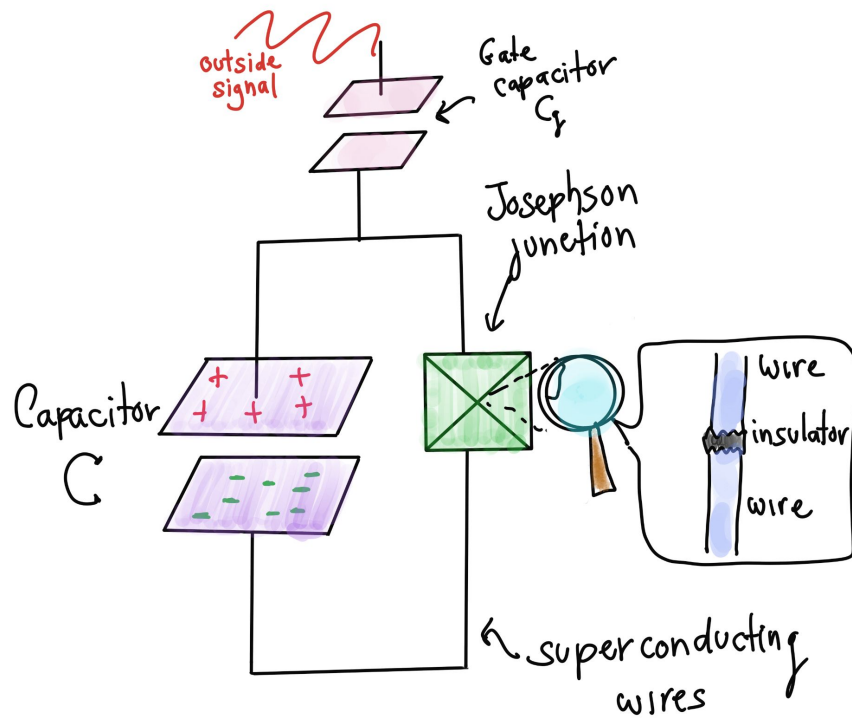 outside
signal
Gate
capacitor
Cg
Josephson
junction
Capacitor
C
wire
insulator
wire
superconducting
wires